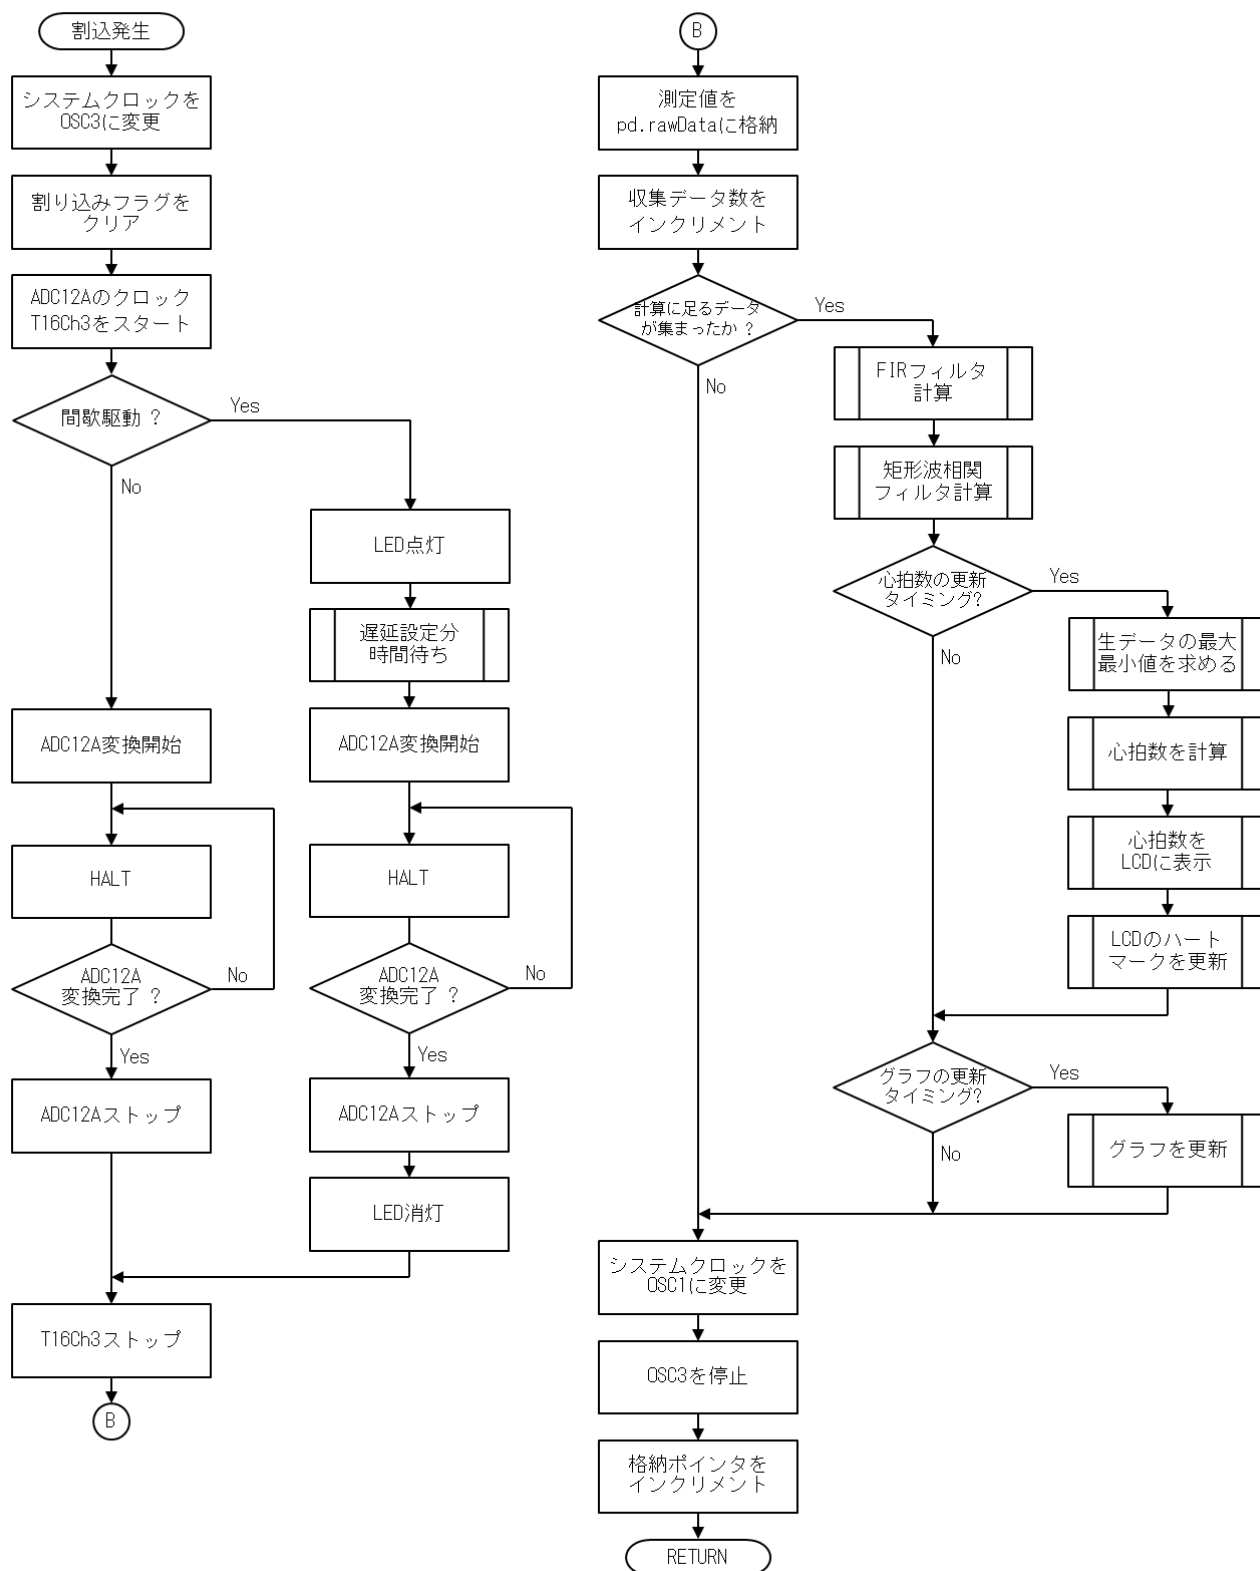 割込発生
システムクロックを
OSC3に変更
割り込みフラグを
クリア
ADC12Aのクロック
T16Ch3をスタート
間歇駆動 ?
Yes
No
LED点灯
遅延設定分
時間待ち
ADC12A変換開始
ADC12A変換開始
HALT
HALT
ADC12A
変換完了 ?
No
Yes
ADC12A
変換完了 ?
No
Yes
ADC12Aストップ
ADC12Aストップ
LED消灯
T16Ch3ストップ
B
B
測定値を
pd.rawDataに格納
収集データ数を
インクリメント
計算に足るデータ
が集まったか ?
Yes
No
FIRフィルタ
計算
矩形波相関
フィルタ計算
心拍数の更新
タイミング?
Yes
No
生データの最大
最小値を求める
心拍数を計算
心拍数を
LCDに表示
LCDのハート
マークを更新
グラフの更新
タイミング?
Yes
No
グラフを更新
システムクロックを
OSC1に変更
OSC3を停止
格納ポインタを
インクリメント
RETURN